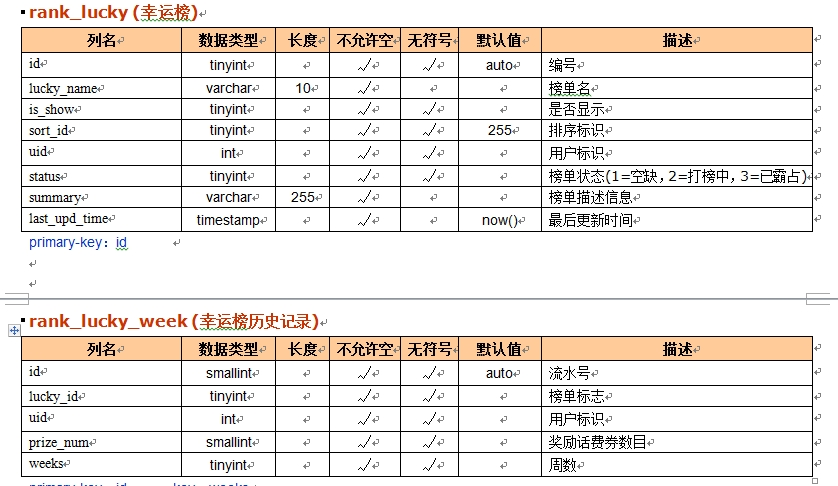 rank_lucky (幸运榜)
列名 数据类型 长度 不允许空 无符号 默认值 描述
id tinyint √ √ auto 编号
lucky_name varchar 10 √ 榜单名
is_show tinyint √ √ 是否显示
sort_id tinyint √ √ 255 排序标识
uid int √ √ 用户标识
status tinyint √ √ 榜单状态(1=空缺，2=打榜中，3=已霸占)
summary varchar 255 √ 榜单描述信息
last_upd_time timestamp √ now() 最后更新时间
primary-key：id
rank_lucky_week (幸运榜历史记录)
列名 数据类型 长度 不允许空 无符号 默认值 描述
id smallint √ √ auto 流水号
lucky_id tinyint √ √ 榜单标志
uid int √ √ 用户标识
prize_num smallint √ √ 奖励话费券数目
weeks tinyint √ √ 周数